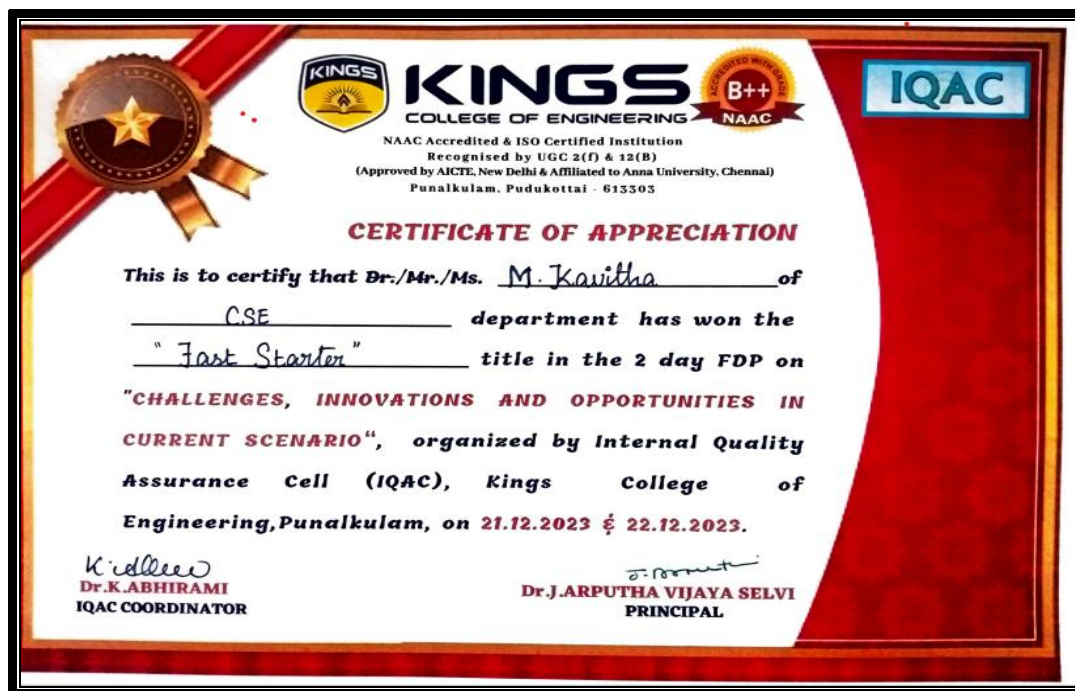 KINGS
KINGS
COLLEGE OF ENGINEERING
ACCREDITED WITH GRADE
B++
NAAC
IQAC
NAAC Accredited & ISO Certified Institution
Recognised by UGC 2(f) & 12(B)
(Approved by AICTE, New Delhi & Affiliated to Anna University, Chennai)
Punalkulam, Pudukottai - 613303
CERTIFICATE OF APPRECIATION
This is to certify that Dr./Mr./Ms. M. Kavitha of
CSE department has won the
" Fast Starter" title in the 2 day FDP on
"CHALLENGES, INNOVATIONS AND OPPORTUNITIES IN
CURRENT SCENARIO", organized by Internal Quality
Assurance Cell (IQAC), Kings College of
Engineering,Punalkulam, on 21.12.2023 & 22.12.2023.
Dr.K.ABHIRAMI
IQAC COORDINATOR
Dr.J.ARPUTHA VIJAYA SELVI
PRINCIPAL